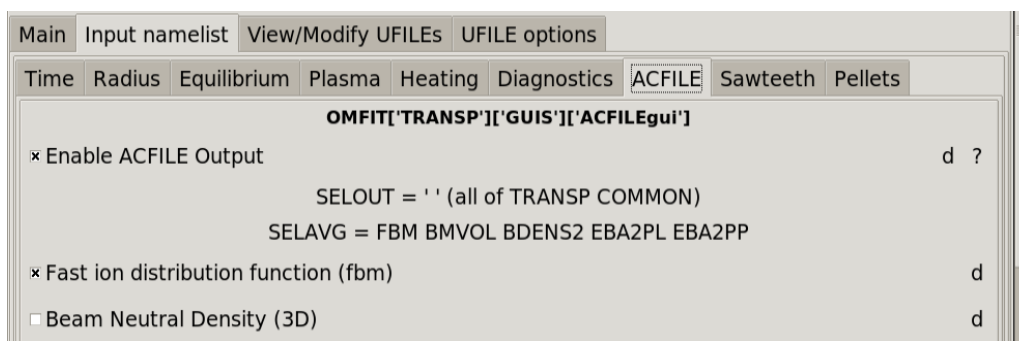 Main Input namelist View/Modify UFILEs UFILE options
Time Radius Equilibrium Plasma Heating Diagnostics ACFILE Sawteeth Pellets
OMFIT['TRANSP']['GUIS']['ACFILEgui']
Enable ACFILE Output d ?
SELOUT = ' ' (all of TRANSP COMMON)
SELAVG = FBM BMVOL BDENS2 EBA2PL EBA2PP
Fast ion distribution function (fbm) d
Beam Neutral Density (3D) d